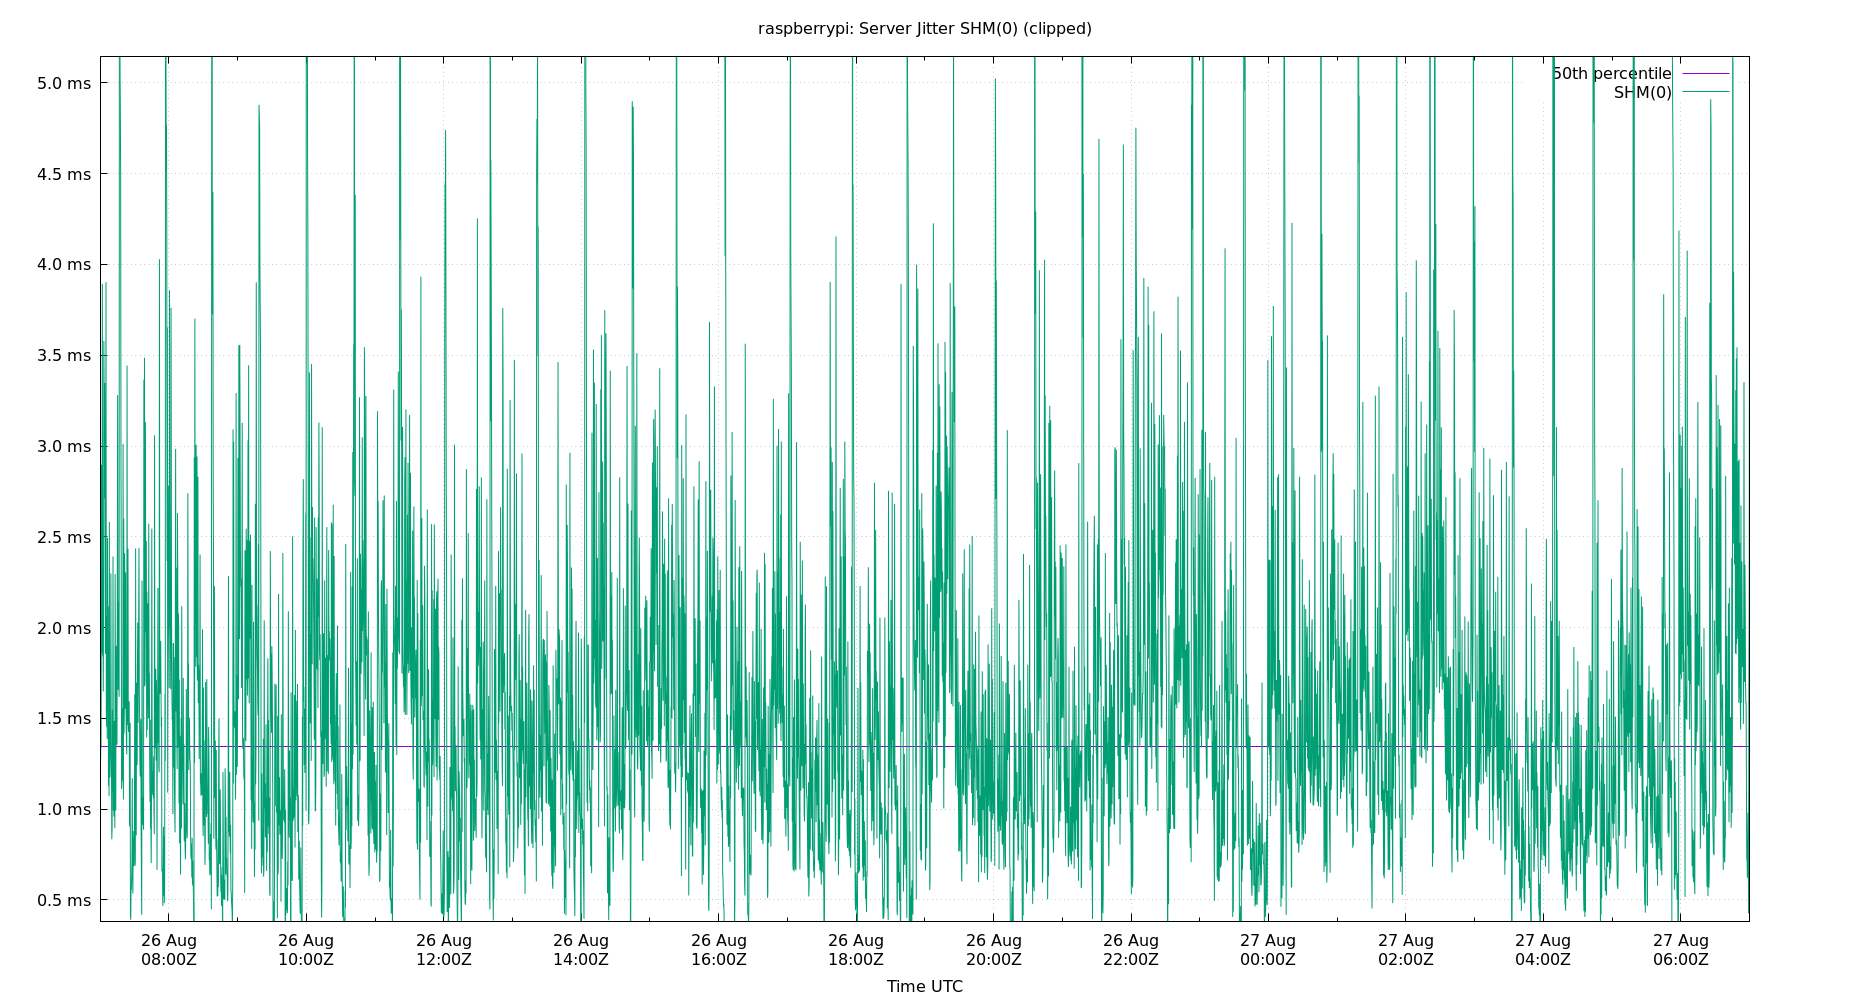 raspberrypi: Server Jitter SHM(0) (clipped)
50th percentile
SHM(0)
5.0 ms
4.5 ms
4.0 ms
3.5 ms
3.0 ms
2.5 ms
2.0 ms
1.5 ms
1.0 ms
0.5 ms
26 Aug 26 Aug 26 Aug 26 Aug 26 Aug 26 Aug 26 Aug 26 Aug 27 Aug 27 Aug 27 Aug 27 Aug
08:00Z 10:00Z 12:00Z 14:00Z 16:00Z 18:00Z 20:00Z 22:00Z 00:00Z 02:00Z 04:00Z 06:00Z
Time UTC